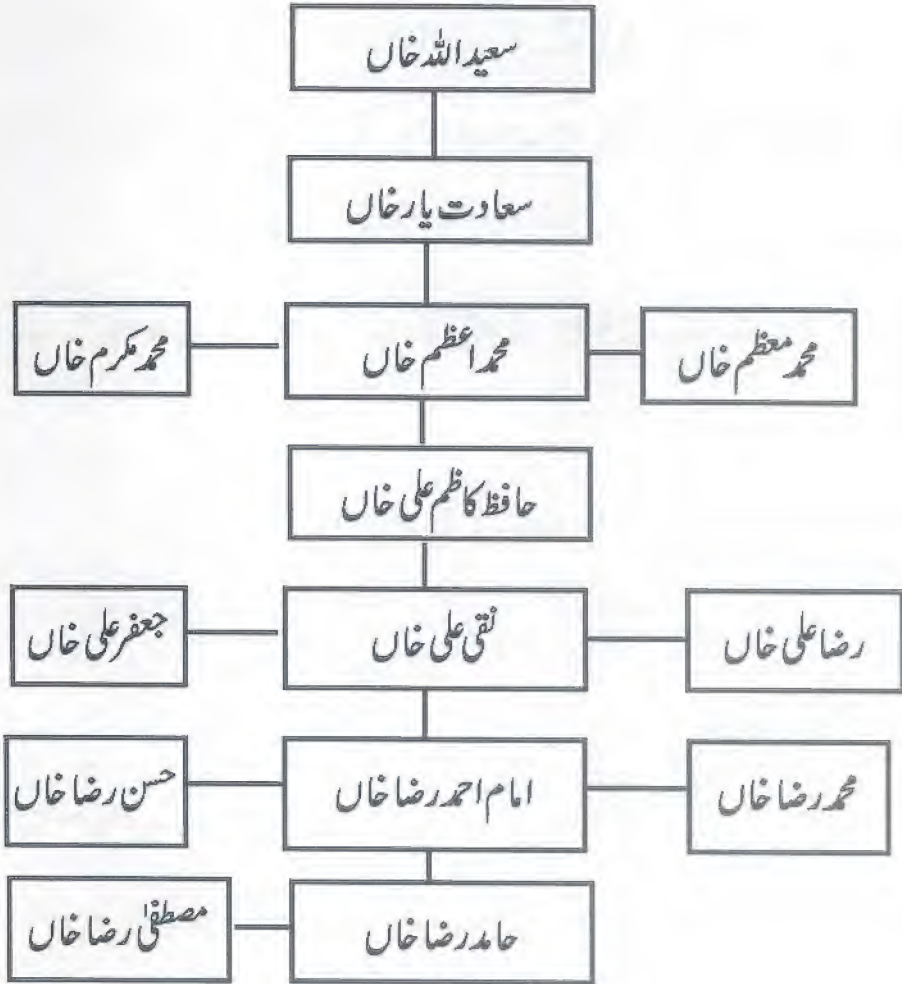 سعید اللہ خاں
سعادت یار خاں
محمد معظم خاں
محمد اعظم خاں
محمد مکرم خاں
حافظ کاظم علی خاں
رضا علی خاں
نقی علی خاں
جعفر علی خاں
محمد رضا خاں
امام احمد رضا خاں
حسن رضا خاں
حامد رضا خاں
مصطفیٰ رضا خاں